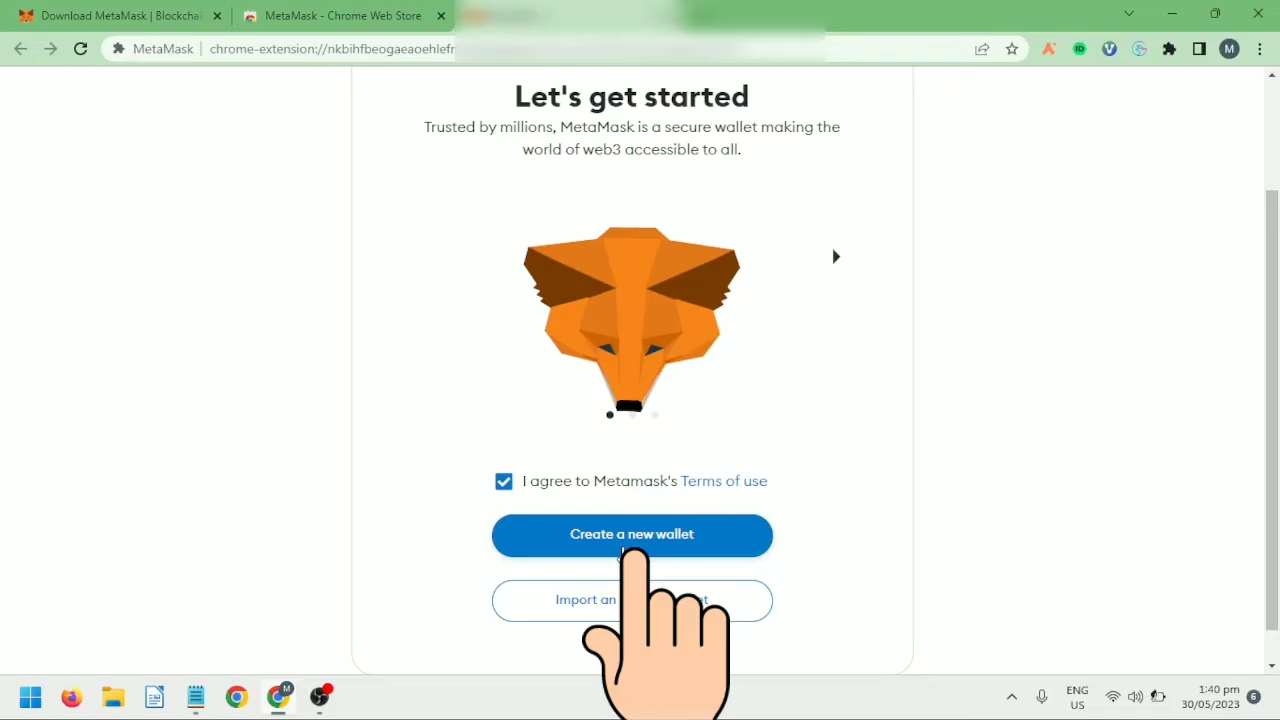 Download MetaMask | Blockchai
MetaMask - Chrome Web Store
MetaMask
chrome-extension://nkbihfbeogaeaoehlefr
M
Let's get started
Trusted by millions, MetaMask is a secure wallet making the
world of web3 accessible to all.
I agree to Metamask's Terms of use
Create a new wallet
Import an
M
ENG
US
1:40 pm
30/05/2023
6